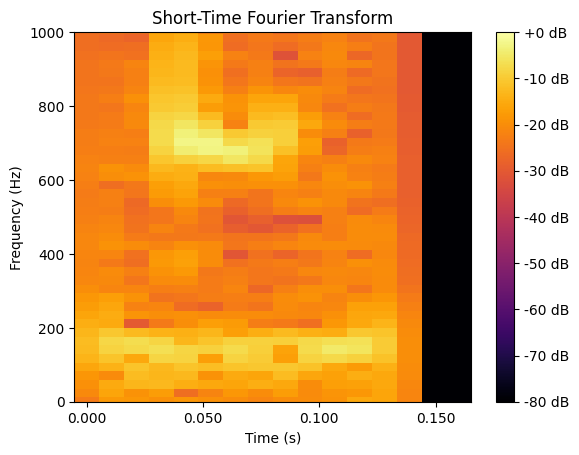 Short-Time Fourier Transform
1000
800
600
400
200
0
Frequency (Hz)
0.000
0.050
0.100
0.150
Time (s)
+0 dB
-10 dB
-20 dB
-30 dB
-40 dB
-50 dB
-60 dB
-70 dB
-80 dB